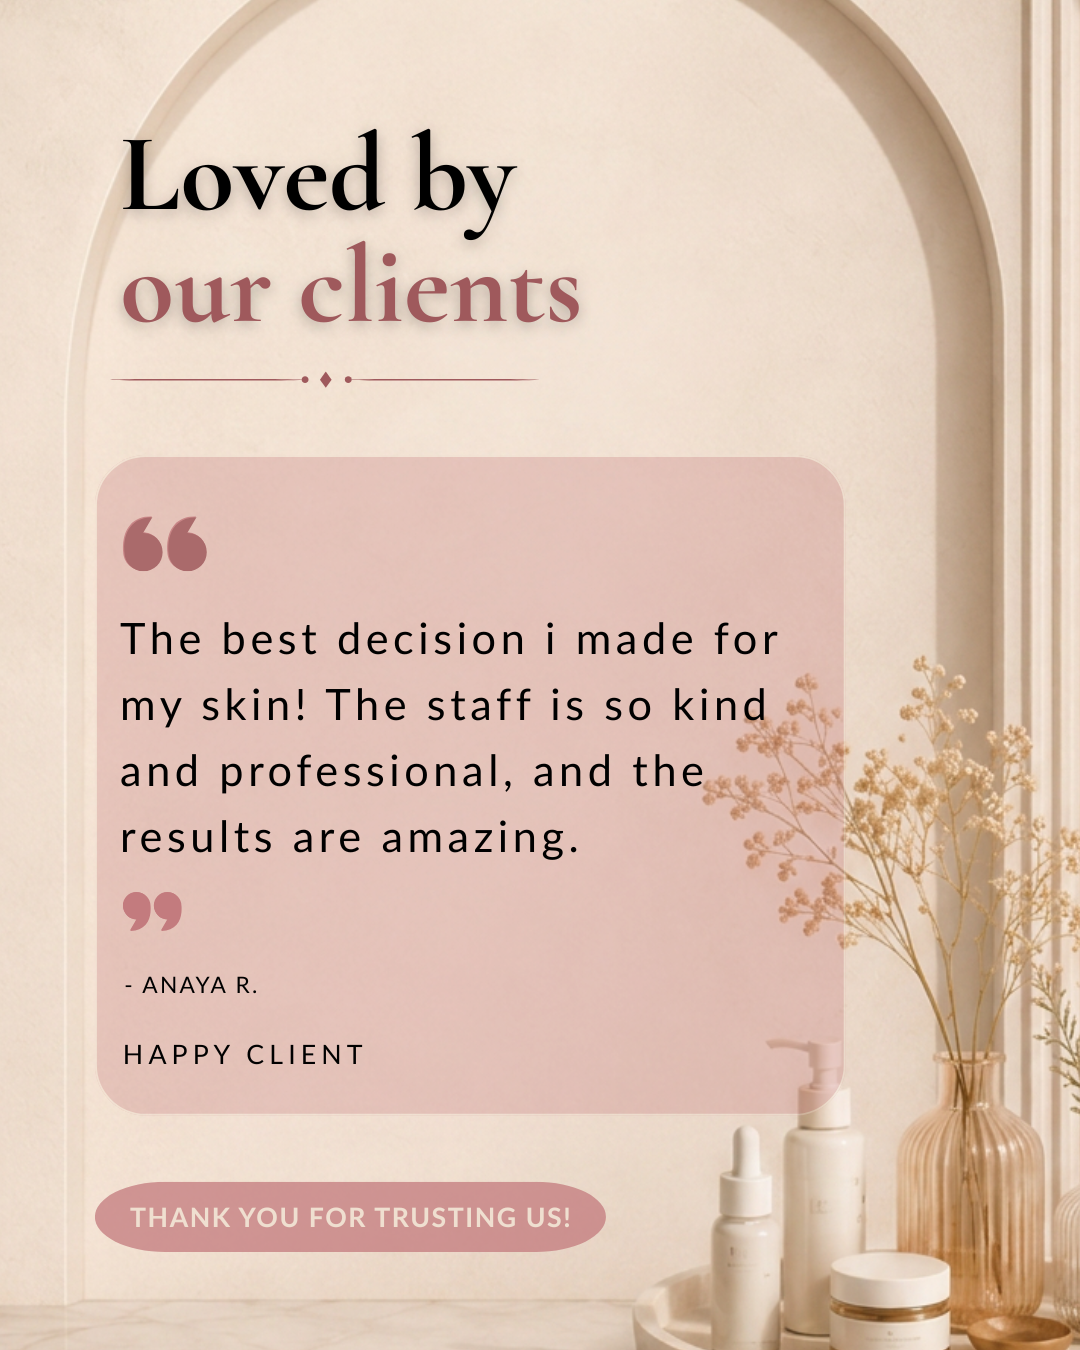 Loved by
our clients
“
The best decision i made for
my skin! The staff is so kind
and professional, and the
results are amazing.
”
- ANAYA R.
HAPPY CLIENT
THANK YOU FOR TRUSTING US!